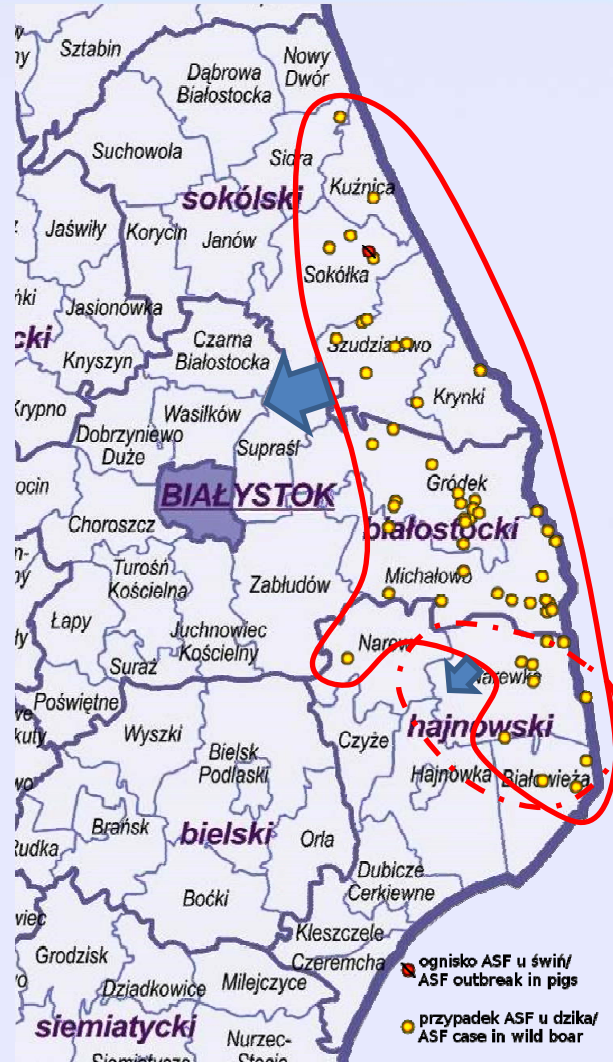 Sztabin
Nowy
Dwór
Dąbrowa
Białostocka
Suchowola
Sidra
Kuźnica
sokólski
Jaświły
Korycin
Janów
Sokółka
Jasionówka
Czarna
Białostocka
Szudziałowo
Knyszyn
Krynki
Krypno
Wasilków
Dobrzyniewo
Duże
Supraśl
Gródek
BIAŁYSTOK
białostocki
Choroszcz
Turośń
Kościelna
Zabłudów
Michałowo
Łapy
Juchnowiec
Kościelny
Narew
Suraż
Narewka
Poświętne
Wyszki
Czyże
hajnowski
Bielsk
Podlaski
Hajnówka
Białowieża
Brańsk
bielski
Orla
Rudka
Boćki
Dubicze
Cerkiewne
Kleszczele
Czeremcha
Grodzisk
Dziadkowice
Milejczyce
siemiatycki
Nurzec-
ognisko ASF u świń/
ASF outbreak in pigs
przypadek ASF u dzika/
ASF case in wild boar